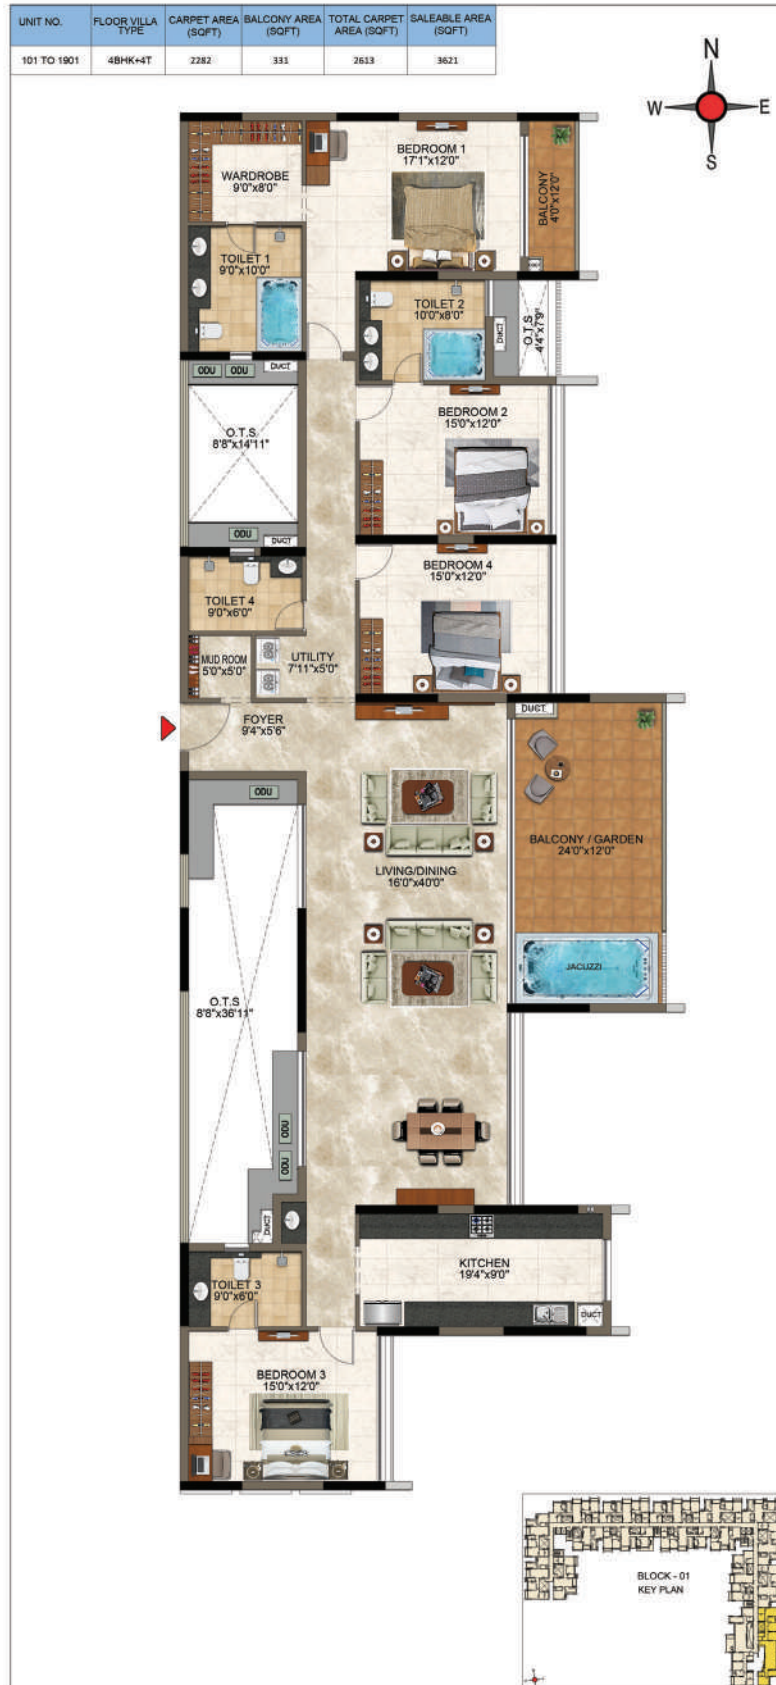 UNIT NO. FLOOR VILLA TYPE CARPET AREA (SQFT) BALCONY AREA (SQFT) TOTAL CARPET AREA (SQFT) SALEABLE AREA (SQFT)
101 TO 1901 4BHK+4T 2282 331 2613 3621
N
W E
S
BEDROOM 1
17'1"x12'0"
WARDROBE
9'0"x8'0"
BALCONY
4'0"x12'0"
TOILET 1
9'0"x10'0"
TOILET 2
10'0"x8'0"
DUCT
O.T.S
4'4"x7'9"
ODU ODU DUCT
BEDROOM 2
15'0"x12'0"
O.T.S
8'8"x14'11"
ODU
DUCT
BEDROOM 4
15'0"x12'0"
TOILET 4
9'0"x6'0"
MUD ROOM
5'0"x5'0"
UTILITY
7'11"x5'0"
DUCT
FOYER
9'4"x5'6"
ODU
BALCONY / GARDEN
24'0"x12'0"
LIVING/DINING
16'0"x40'0"
JACUZZI
O.T.S
8'8"x36'11"
ODU
ODU
DUCT
KITCHEN
19'4"x9'0"
TOILET 3
9'0"x6'0"
DUCT
BEDROOM 3
15'0"x12'0"
BLOCK - 01
KEY PLAN